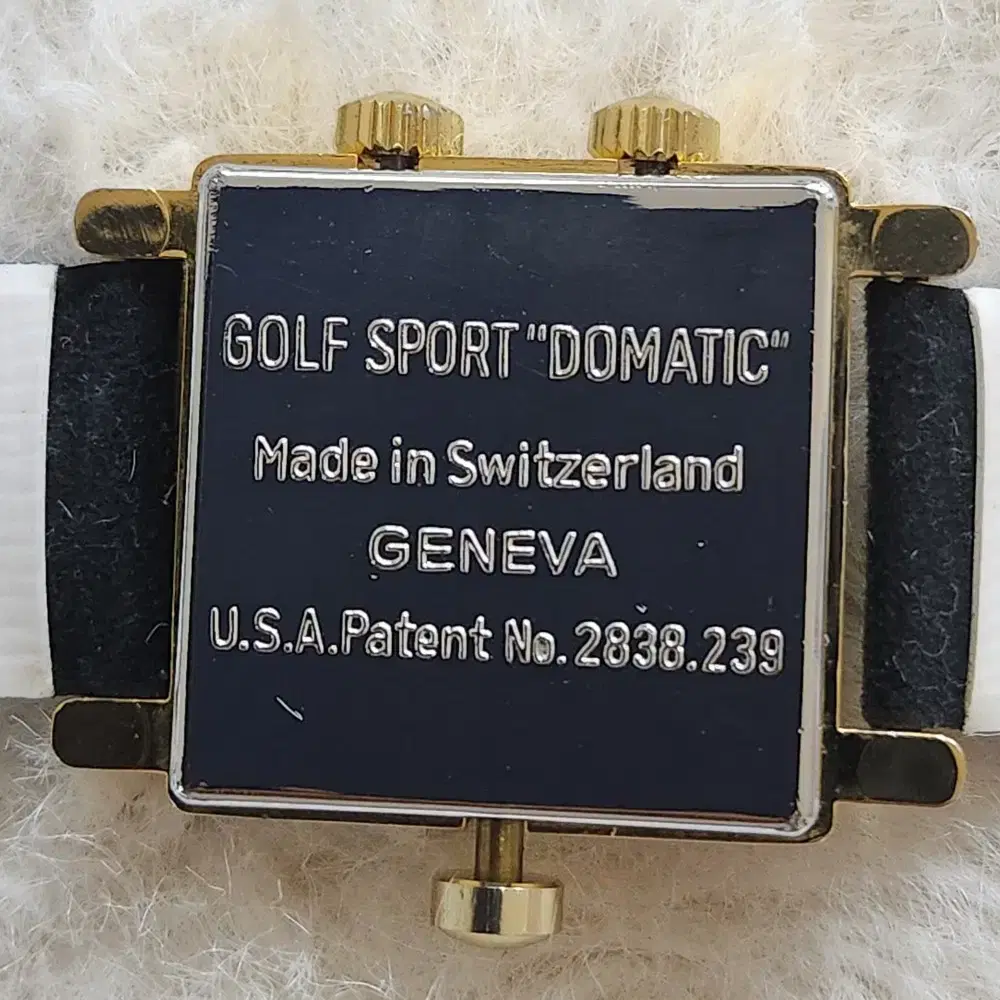 GOLF SPORT "DOMATIC"
Made in Switzerland
GENEVA
U.S.A. Patent No. 2838.239